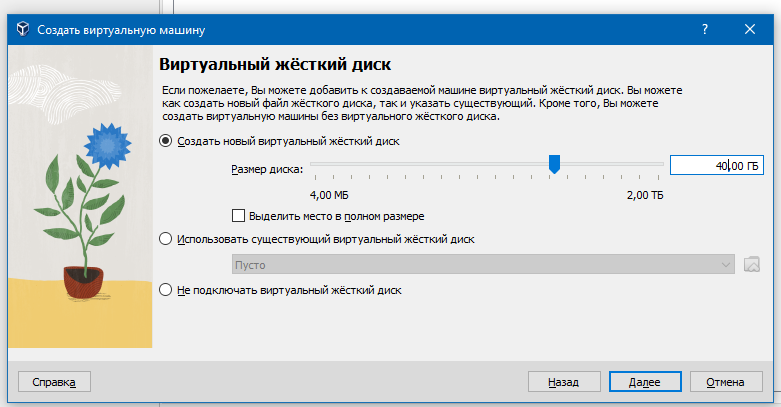 Создать виртуальную машину
Виртуальный жёсткий диск
Если пожелаете, Вы можете добавить к создаваемой машине виртуальный жёсткий диск. Вы можете
как создать новый файл жёсткого диска, так и указать существующий. Кроме того, Вы можете
создать виртуальную машины без виртуального жёсткого диска.
Создать новый виртуальный жёсткий диск
Размер диска:
40,00 ГБ
4,00 МБ
2,00 ТБ
Выделить место в полном размере
Использовать существующий виртуальный жёсткий диск
Пусто
Не подключать виртуальный жёсткий диск
Справка
Назад
Далее
Отмена